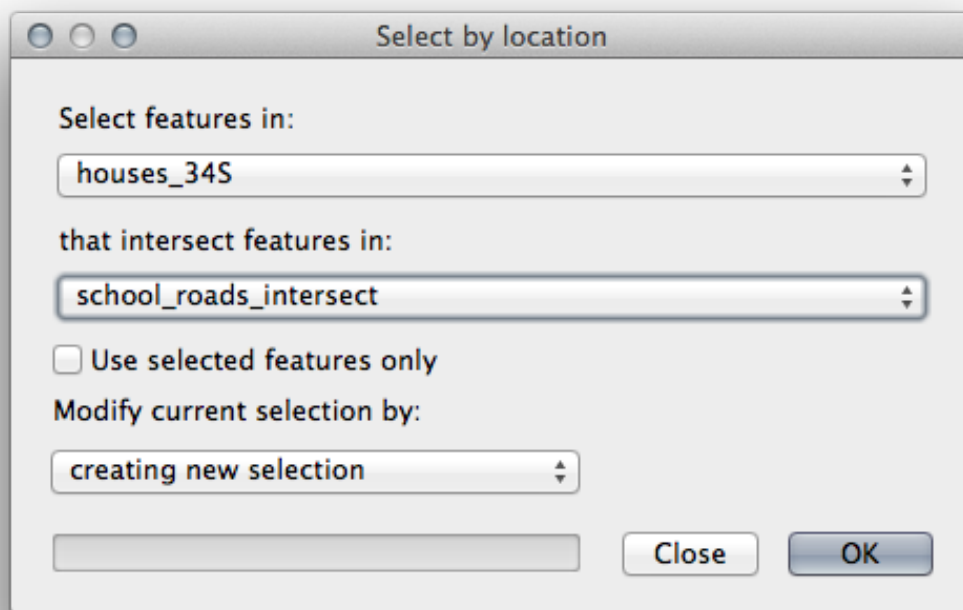 Select by location
Select features in:
houses_34S
that intersect features in:
school_roads_intersect
Use selected features only
Modify current selection by:
creating new selection
Close OK